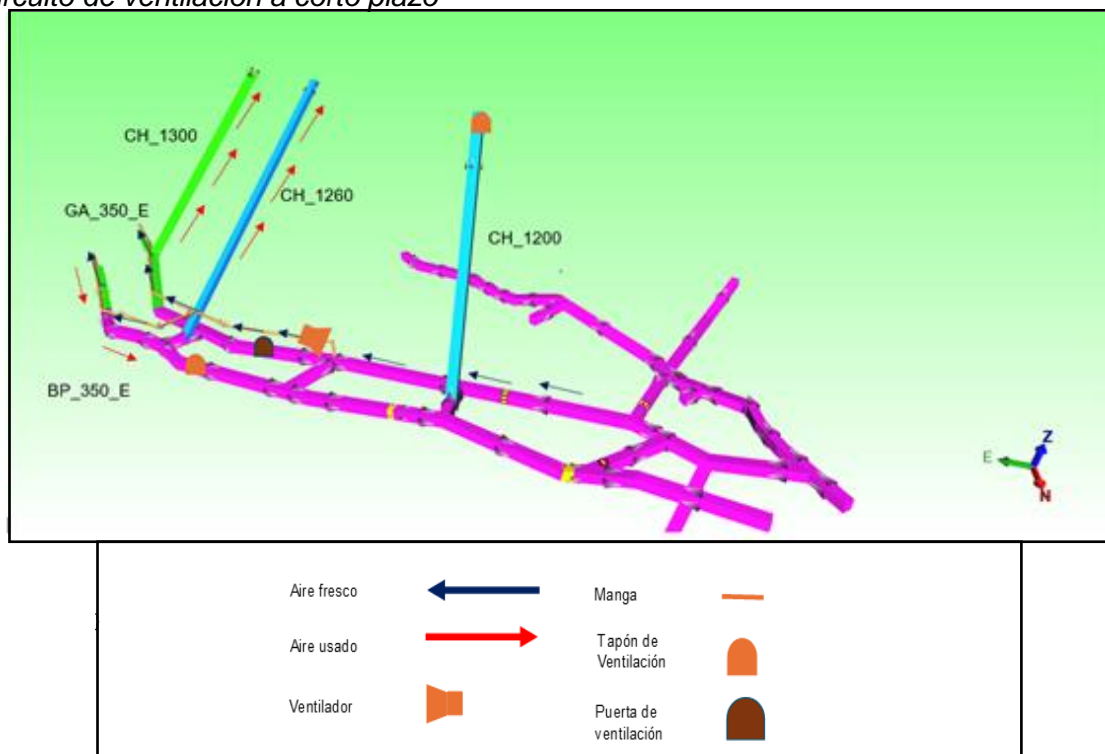 circuito de ventilación a corto plazo
CH_1300
CH_1260
GA_350_E
CH_1200
BP_350_E
Z
E
N
Aire fresco
Manga
Aire usado
Tapón de
Ventilación
Ventilador
Puerta de
ventilación